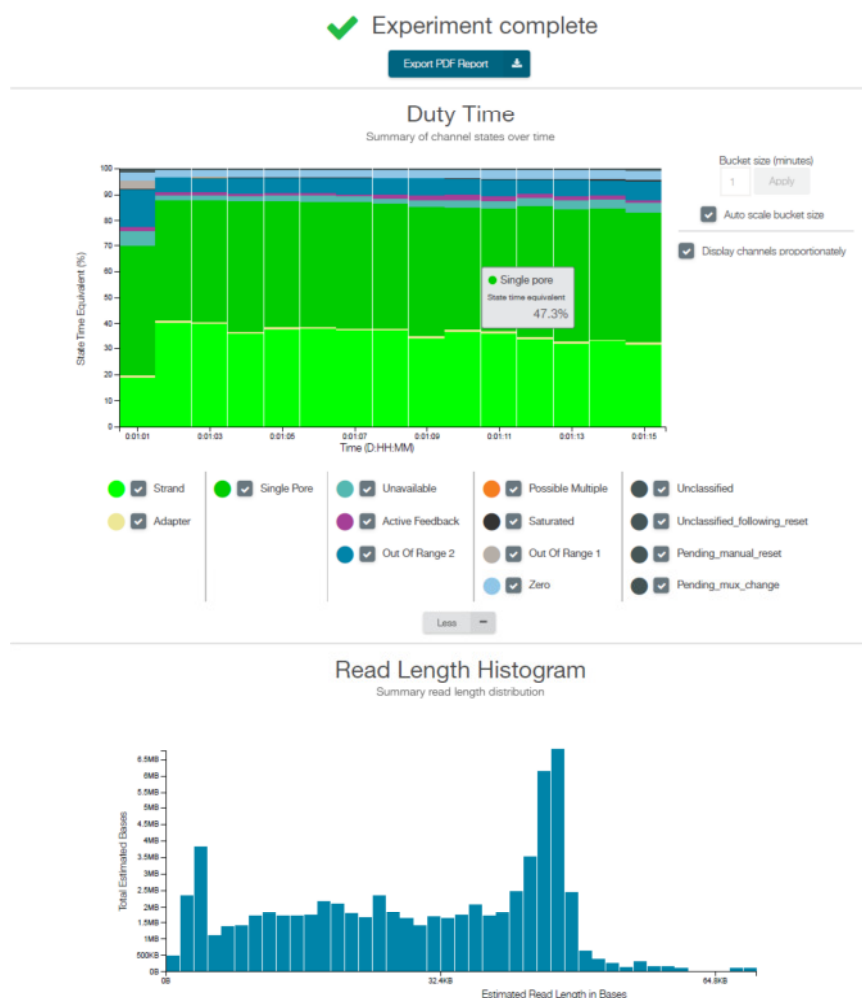 Experiment complete
Export PDF Report
Duty Time
Summary of channel states over time
Bucket size (minutes)
1 Apply
Auto scale bucket size
Display channels proportionately
State Time Equivalent (%)
100
90
80
70
60
50
40
30
20
10
0
Single pore
State time equivalent
47.3%
0:01:01 0:01:03 0:01:05 0:01:07 0:01:09 0:01:11 0:01:13 0:01:15
Time (D:HH:MM)
Strand Single Pore Unavailable Possible Multiple Unclassified
Adapter Active Feedback Saturated Unclassified_following_reset
Out Of Range 2 Out Of Range 1 Pending_manual_reset
Zero Pending_mux_change
Less
Read Length Histogram
Summary read length distribution
Total Estimated Bases
6.5MB
6MB
5.5MB
5MB
4.5MB
4MB
3.5MB
3MB
2.5MB
2MB
1.5MB
1MB
500KB
0B
0B 32.4KB 64.8KB
Estimated Read Length in Bases